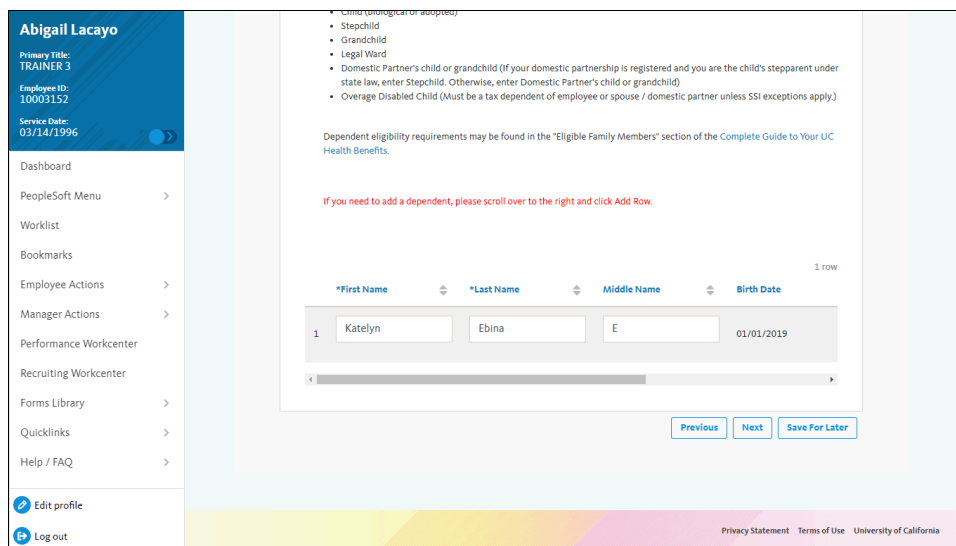 Abigail Lacayo
Primary Title:
TRAINER 3
Employee ID:
10003152
Service Date:
03/14/1996
Dashboard
PeopleSoft Menu
Worklist
Bookmarks
Employee Actions
Manager Actions
Performance Workcenter
Recruiting Workcenter
Forms Library
Quicklinks
Help / FAQ
Edit profile
Log out
Child (biological or adopted)
Stepchild
Grandchild
Legal Ward
Domestic Partner's child or grandchild (If your domestic partnership is registered and you are the child's stepparent under
state law, enter Stepchild. Otherwise, enter Domestic Partner's child or grandchild)
Overage Disabled Child (Must be a tax dependent of employee or spouse / domestic partner unless SSI exceptions apply.)
Dependent eligibility requirements may be found in the "Eligible Family Members" section of the Complete Guide to Your UC
Health Benefits.
If you need to add a dependent, please scroll over to the right and click Add Row.
1 row
*First Name *Last Name Middle Name Birth Date
1 Katelyn Ebina E 01/01/2019
Previous Next Save For Later
Privacy Statement Terms of Use University of California